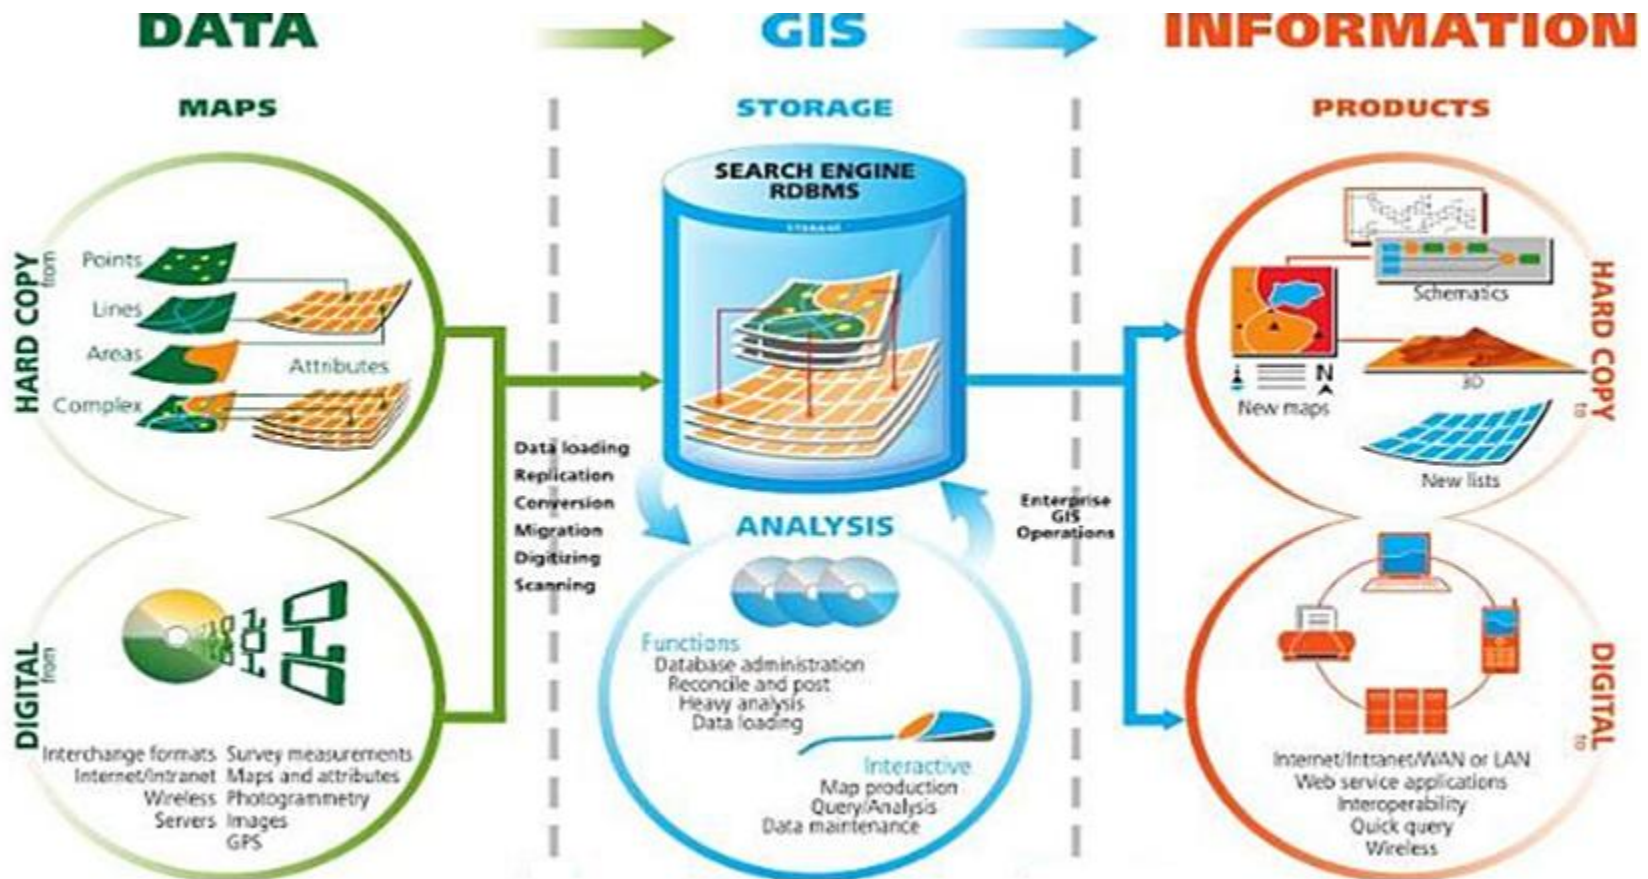 DATA
GIS
INFORMATION
MAPS
STORAGE
PRODUCTS
HARD COPY
from
Points
Lines
Areas
Complex
Attributes
DIGITAL
from
Interchange formats
Internet/Intranet
Wireless
Servers
Survey measurements
Maps and attributes
Photogrammetry
Images
GPS
Data loading
Replication
Conversion
Migration
Digitizing
Scanning
SEARCH ENGINE
RDBMS
STORAGE
ANALYSIS
Functions
Database administration
Reconcile and post
Heavy analysis
Data loading
Interactive
Map production
Query/Analysis
Data maintenance
Enterprise
GIS
Operations
Schematics
New maps
N
3D
New lists
HARD COPY
to
Internet/Intranet/WAN or LAN
Web service applications
Interoperability
Quick query
Wireless
DIGITAL
to